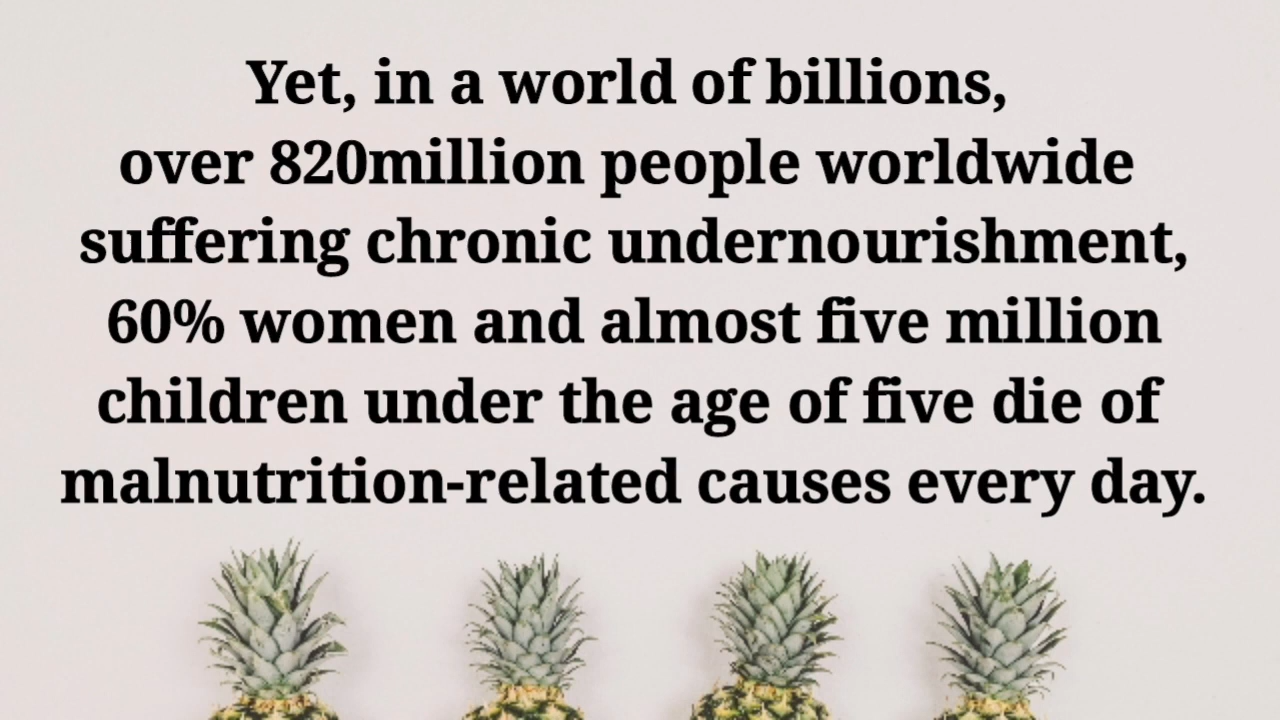 Yet, in a world of billions,
over 820million people worldwide
suffering chronic undernourishment,
60% women and almost five million
children under the age of five die of
malnutrition-related causes every day.